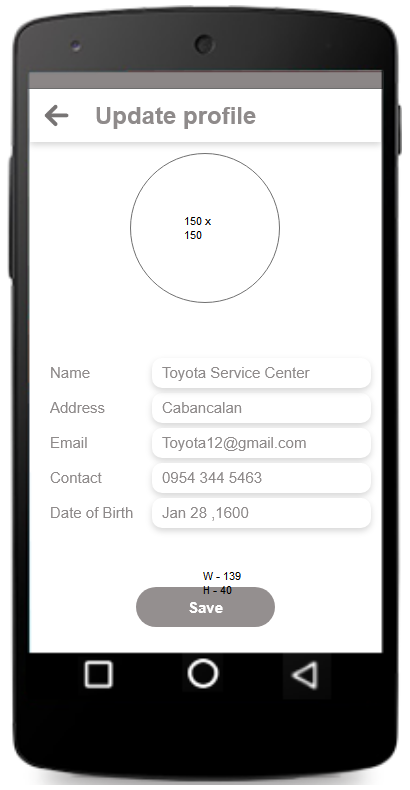 Update profile
150 x
150
Name Toyota Service Center
Address Cabancalan
Email Toyota12@gmail.com
Contact 0954 344 5463
Date of Birth Jan 28 ,1600
W - 139
H - 40
Save